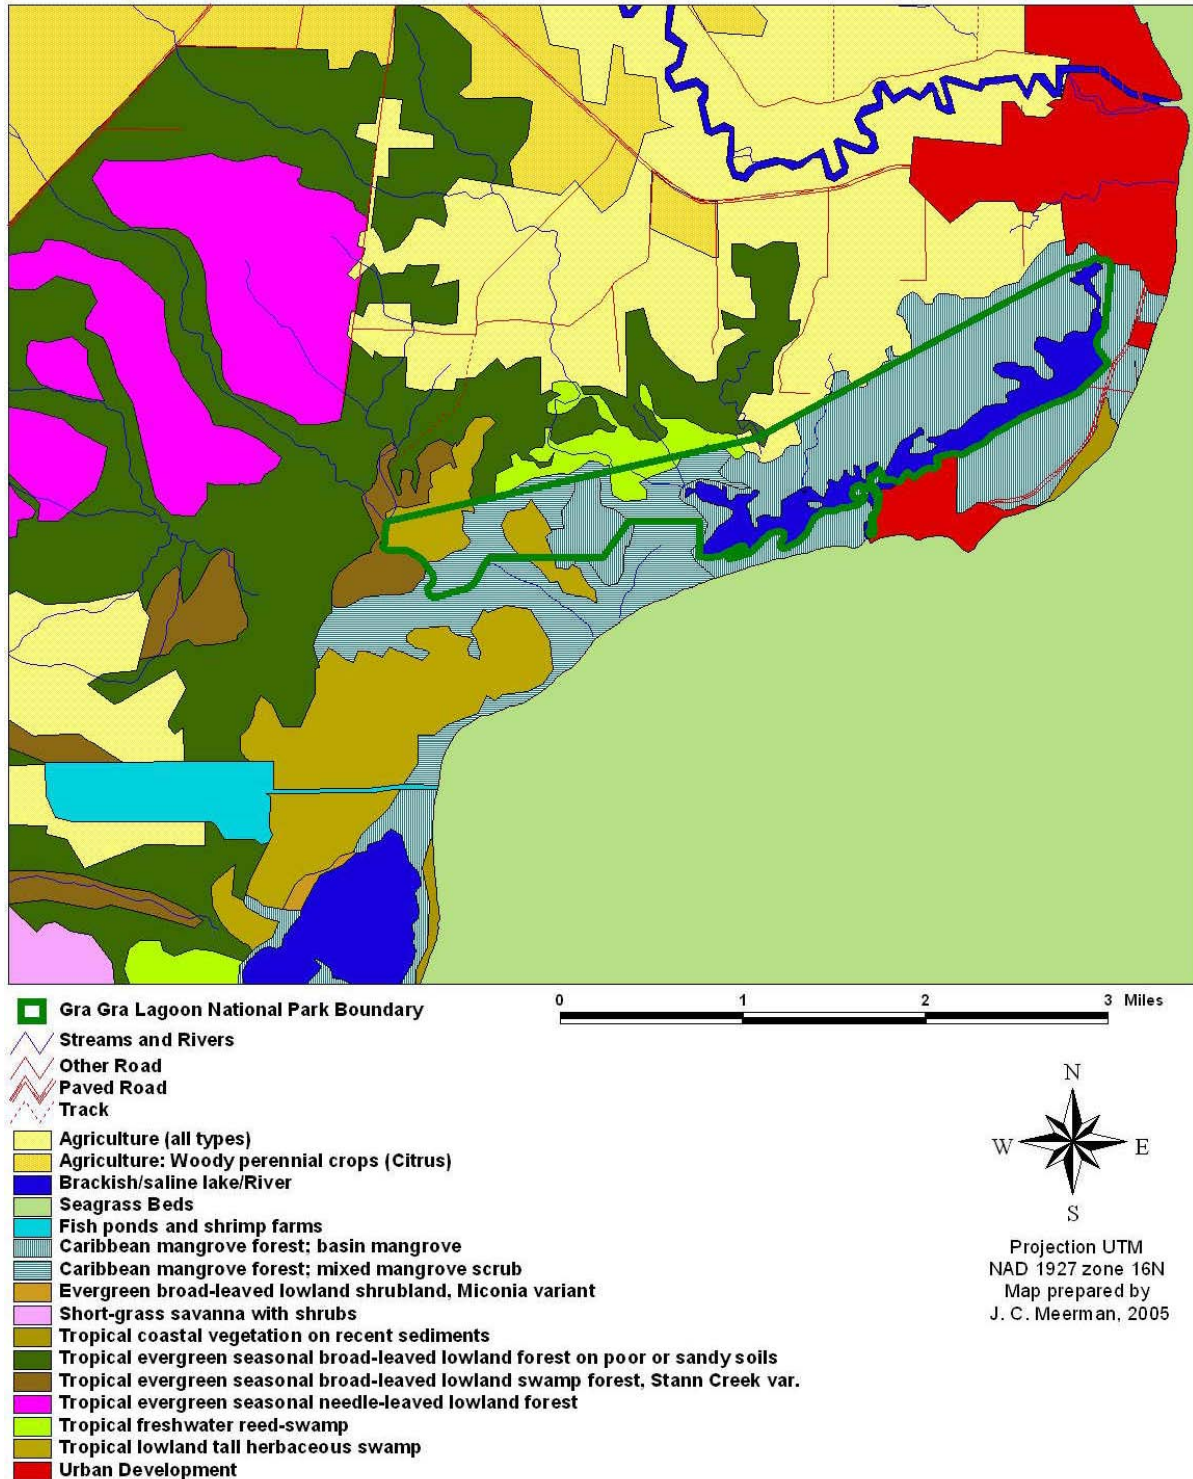 Gra Gra Lagoon National Park Boundary
0 1 2 3 Miles
Streams and Rivers
Other Road
Paved Road
Track
Agriculture (all types)
Agriculture: Woody perennial crops (Citrus)
Brackish/saline lake/River
Seagrass Beds
Fish ponds and shrimp farms
Caribbean mangrove forest; basin mangrove
Caribbean mangrove forest; mixed mangrove scrub
Evergreen broad-leaved lowland shrubland, Miconia variant
Short-grass savanna with shrubs
Tropical coastal vegetation on recent sediments
Tropical evergreen seasonal broad-leaved lowland forest on poor or sandy soils
Tropical evergreen seasonal broad-leaved lowland swamp forest, Stann Creek var.
Tropical evergreen seasonal needle-leaved lowland forest
Tropical freshwater reed-swamp
Tropical lowland tall herbaceous swamp
Urban Development
N
W E
S
Projection UTM
NAD 1927 zone 16N
Map prepared by
J. C. Meerman, 2005